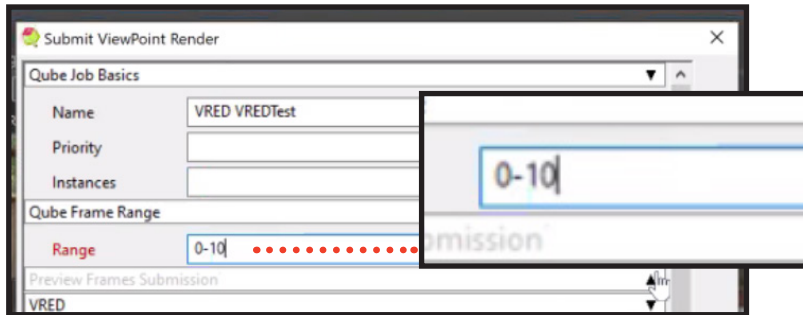 Submit ViewPoint Render
Qube Job Basics
Name VRED VREDTest
Priority
Instances
Qube Frame Range
Range 0-10
Preview Frames Submission
VRED
0-10
mission